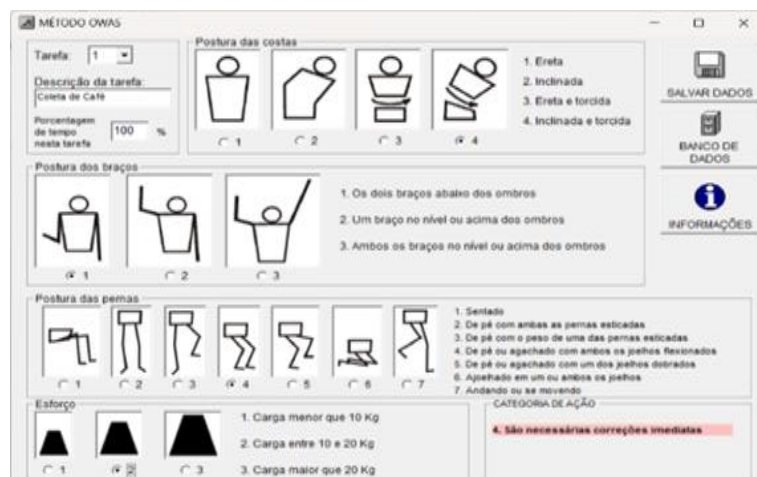 MÉTODO OWAS
Tarefa: 1
Descrição da tarefa:
Coleta de Café
Porcentagem
de tempo
nesta tarefa
100 %
Postura das costas
1 2 3 4
1. Ereta
2. Inclinada
3. Ereta e torcida
4. Inclinada e torcida
SALVAR DADOS
BANCO DE
DADOS
INFORMAÇÕES
Postura dos braços
1 2 3
1. Os dois braços abaixo dos ombros
2. Um braço no nível ou acima dos ombros
3. Ambos os braços no nível ou acima dos ombros
Postura das pernas
1 2 3 4 5 6 7
1. Sentado
2. De pé com ambas as pernas esticadas
3. De pé com o peso de uma das pernas esticadas
4. De pé ou agachado com ambos os joelhos flexionados
5. De pé ou agachado com um dos joelhos dobrados
6. Ajoelhado em um ou ambos os joelhos
7. Andando ou se movendo
Esforço
1 2 3
1. Carga menor que 10 Kg
2. Carga entre 10 e 20 Kg
3. Carga maior que 20 Kg
CATEGORIA DE AÇÃO
4. São necessárias correções imediatas